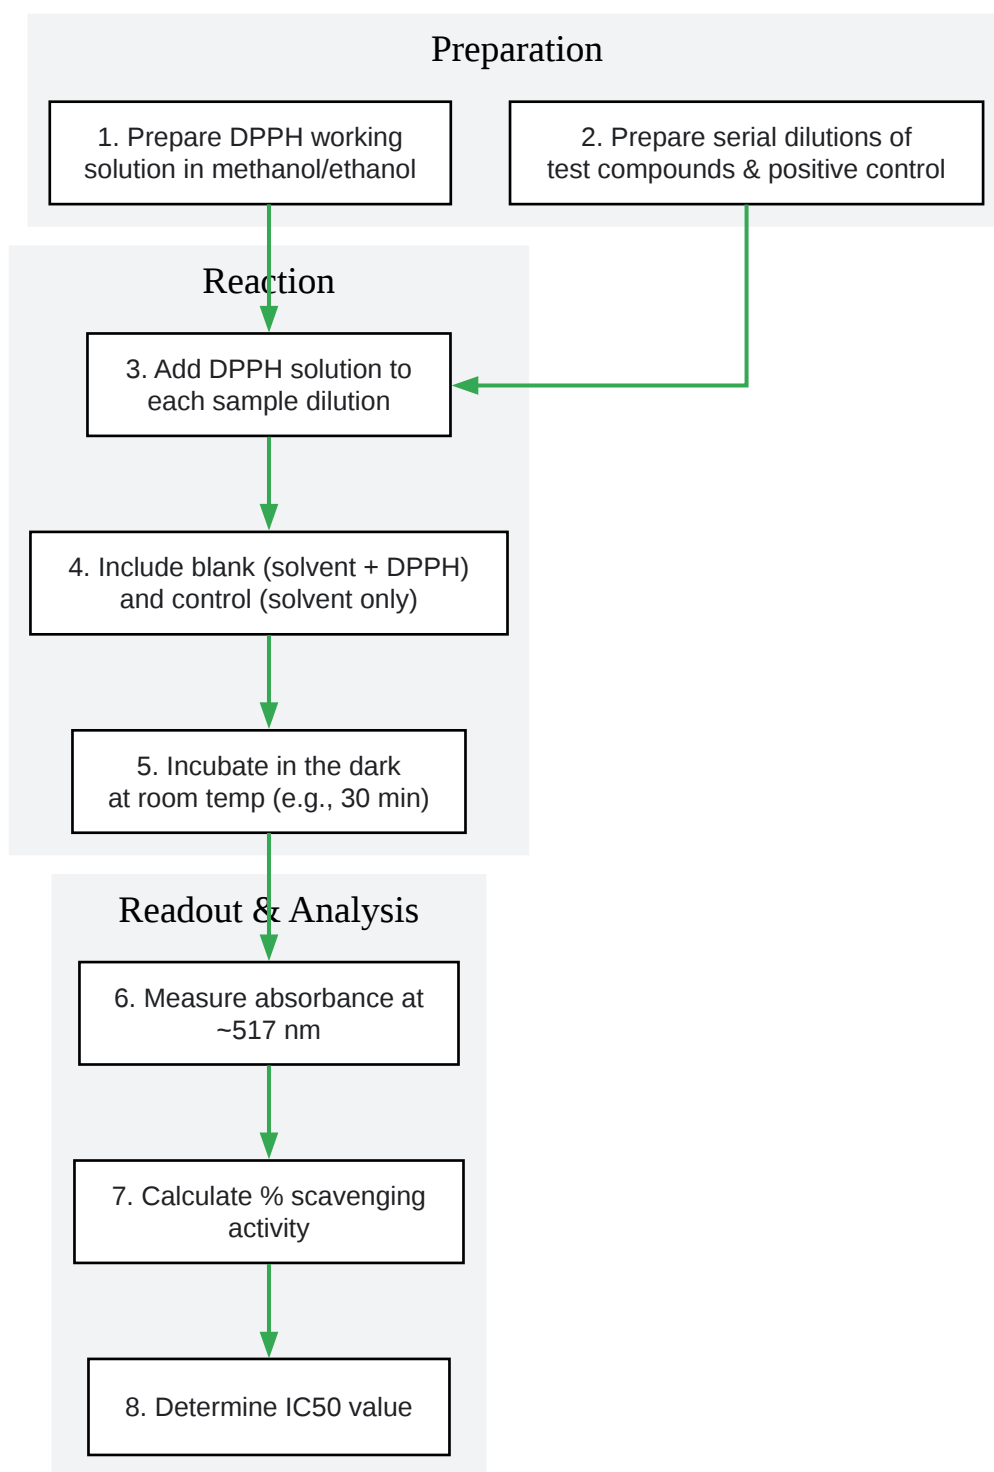 Preparation
1. Prepare DPPH working
solution in methanol/ethanol
2. Prepare serial dilutions of
test compounds & positive control
Reaction
3. Add DPPH solution to
each sample dilution
4. Include blank (solvent + DPPH)
and control (solvent only)
5. Incubate in the dark
at room temp (e.g., 30 min)
Readout & Analysis
6. Measure absorbance at
~517 nm
7. Calculate % scavenging
activity
8. Determine IC50 value